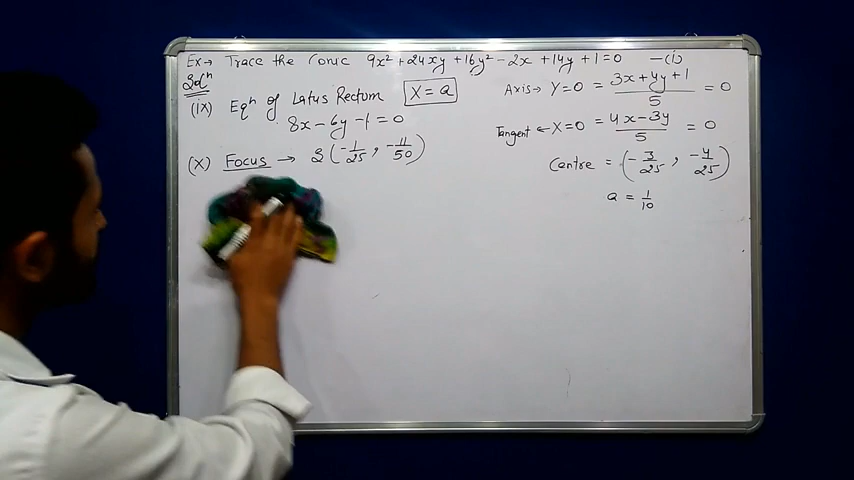 Ex→ Trace the Conic 9x² + 24xy + 16y² - 2x + 14y + 1 = 0 —(i)
Solⁿ
(ix) Eqⁿ of Latus Rectum X = a
8x - 6y - 1 = 0
(X) Focus → S(-1/25, -11/50)
Axis→ Y=0 = 3x+4y+1/5 = 0
Tangent ← X=0 = 4x-3y/5 = 0
Centre = (-3/25, -4/25)
a = 1/10